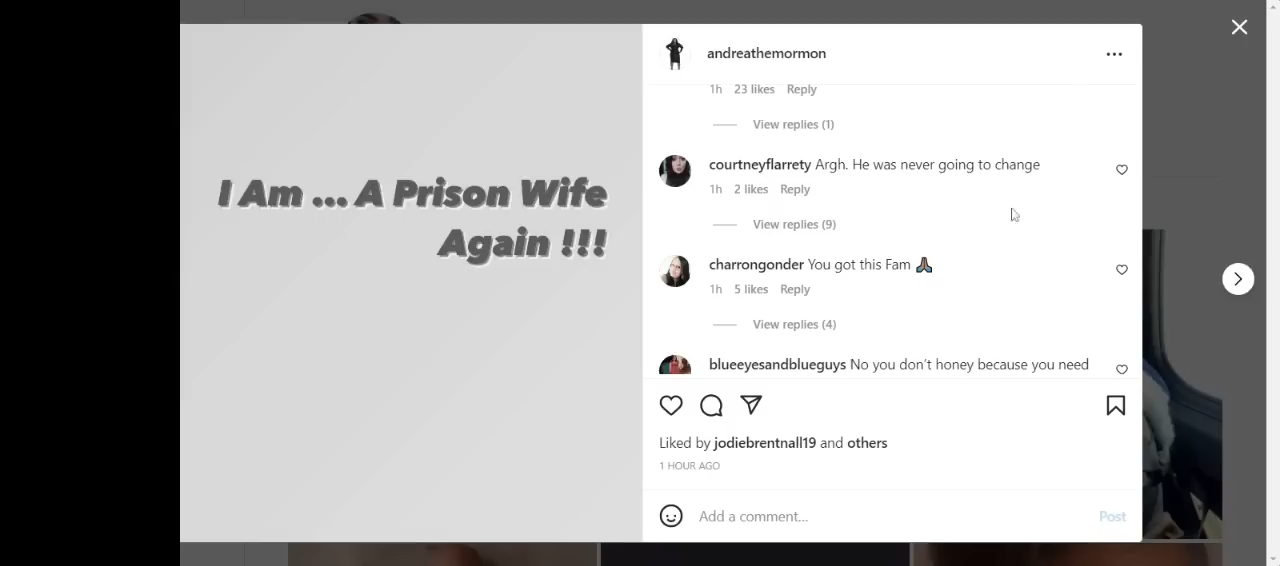 I Am ... A Prison Wife
Again !!!
andreathemormon
1h 23 likes Reply
View replies (1)
courtneyflarrety Argh. He was never going to change
1h 2 likes Reply
View replies (9)
charrongonder You got this Fam 🙏🏽
1h 5 likes Reply
View replies (4)
blueeyesandblueguys No you don’t honey because you need
Liked by jodiebrentnall19 and others
1 HOUR AGO
Add a comment...
Post